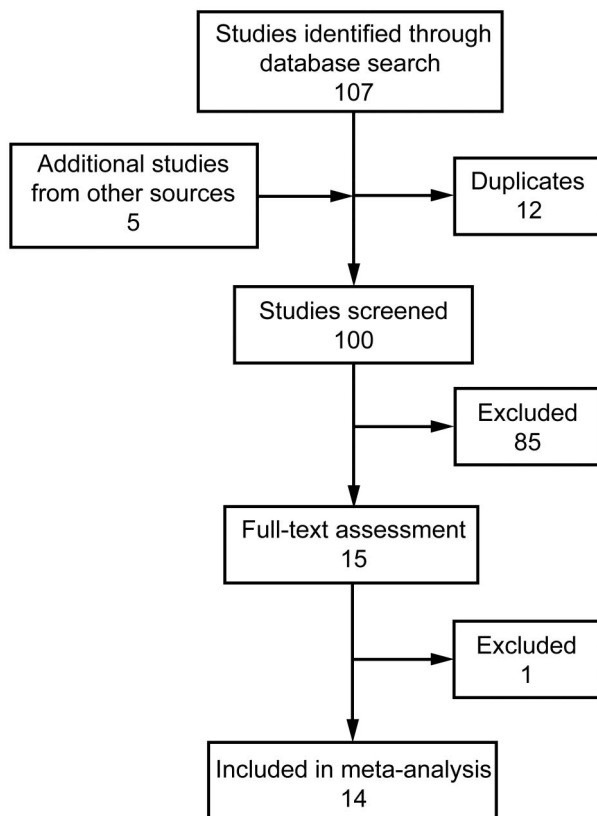 Studies identified through
database search
107
Additional studies
from other sources
5
Duplicates
12
Studies screened
100
Excluded
85
Full-text assessment
15
Excluded
1
Included in meta-analysis
14